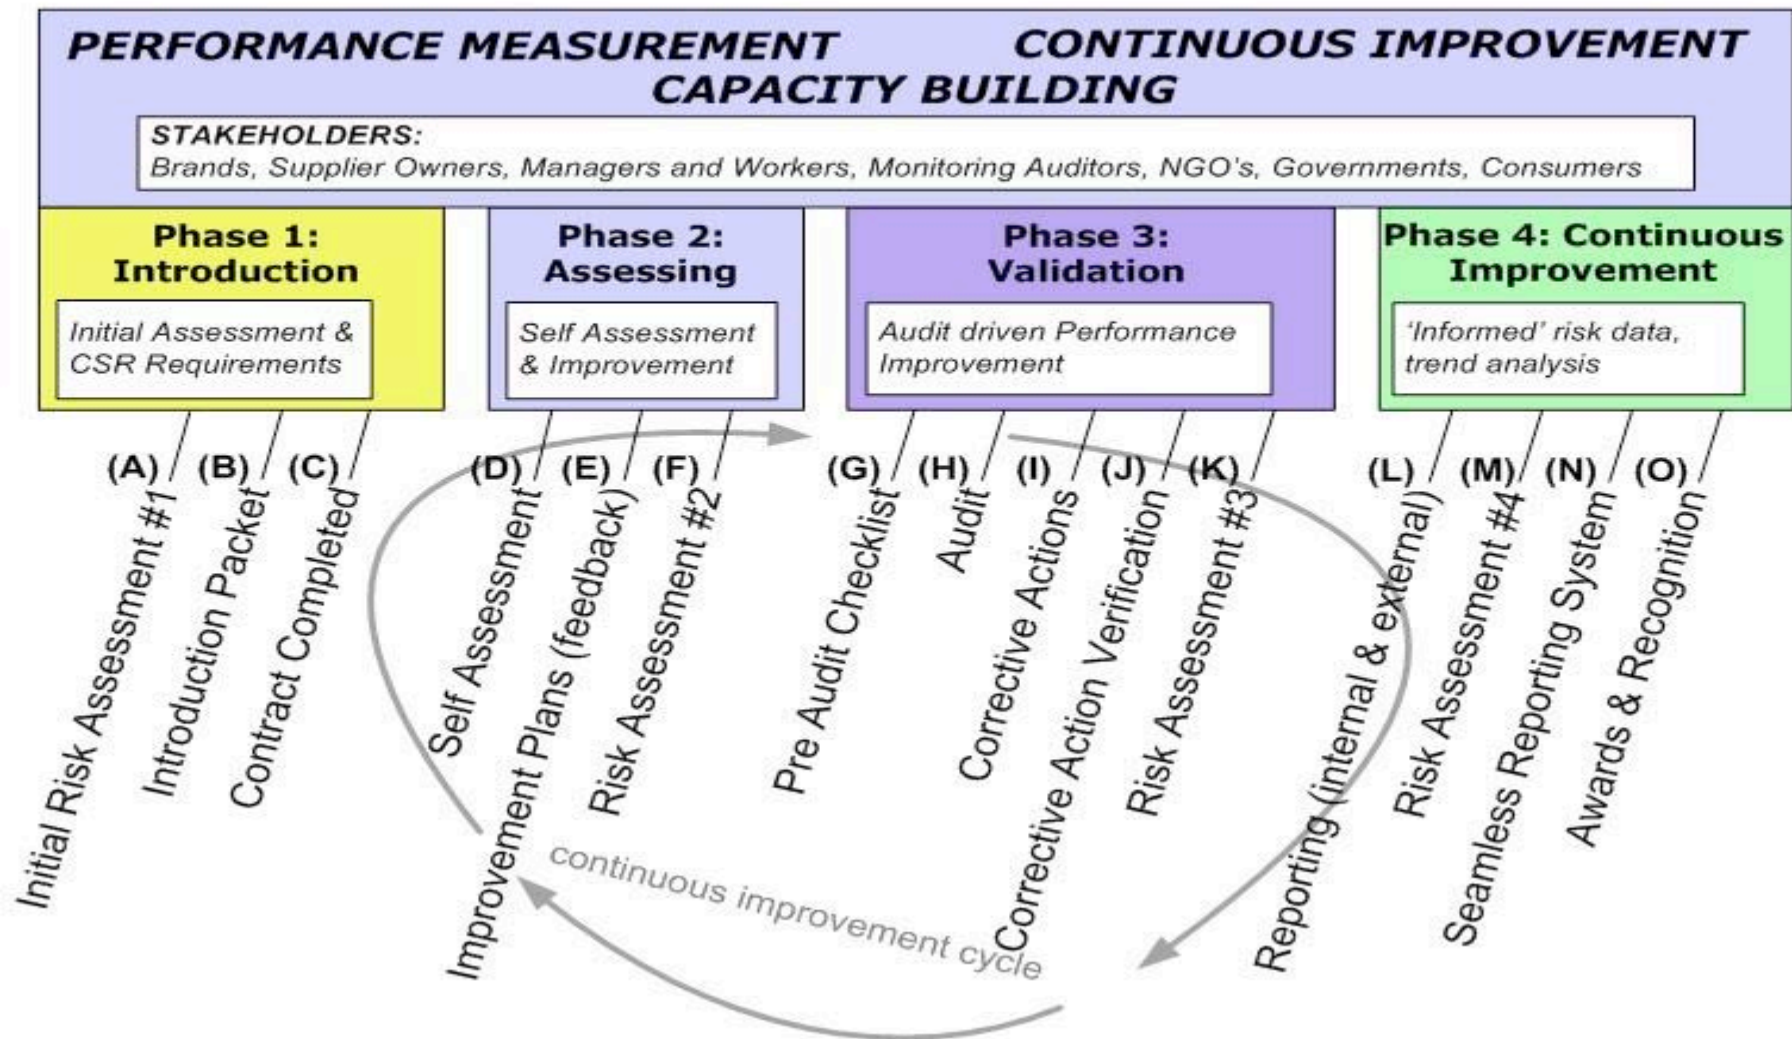 PERFORMANCE MEASUREMENT CONTINUOUS IMPROVEMENT
CAPACITY BUILDING
STAKEHOLDERS:
Brands, Supplier Owners, Managers and Workers, Monitoring Auditors, NGO's, Governments, Consumers
Phase 1:
Introduction
Initial Assessment &
CSR Requirements
Phase 2:
Assessing
Self Assessment
& Improvement
Phase 3:
Validation
Audit driven Performance
Improvement
Phase 4: Continuous
Improvement
‘Informed’ risk data,
trend analysis
(A)
Initial Risk Assessment #1
(B)
Introduction Packet
(C)
Contract Completed
(D)
Self Assessment
(E)
Improvement Plans (feedback)
(F)
Risk Assessment #2
(G)
Pre Audit Checklist
(H)
Audit
(I)
Corrective Actions
(J)
Corrective Action Verification
(K)
Risk Assessment #3
(L)
Reporting (internal & external)
(M)
Risk Assessment #4
(N)
Seamless Reporting System
(O)
Awards & Recognition
continuous improvement cycle